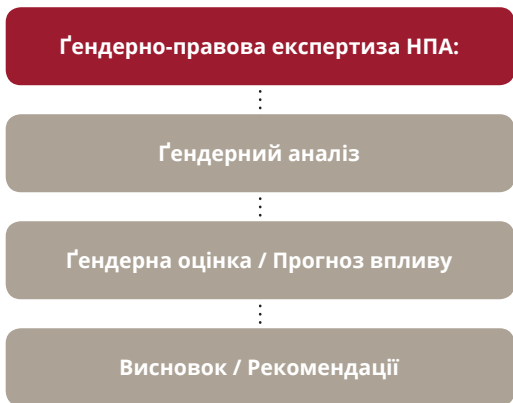 Ґендерно-правова експертиза НПА:
Ґендерний аналіз
Ґендерна оцінка / Прогноз впливу
Висновок / Рекомендації